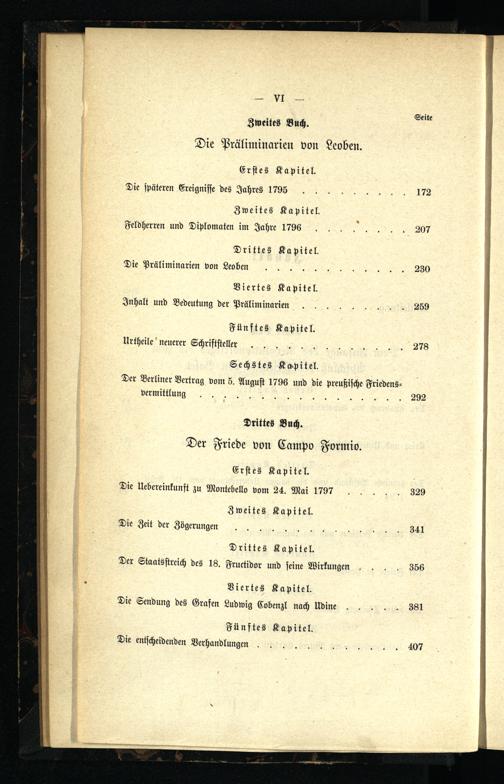 — VI —
Seite
Zweites Buch.
Die Präliminarien von Leoben.
Erstes Kapitel.
Die späteren Ereignisse des Jahres 1795 . . . . . . . . . . 172
Zweites Kapitel.
Feldherren und Diplomaten im Jahre 1796 . . . . . . . . 207
Drittes Kapitel.
Die Präliminarien von Leoben . . . . . . . . . . . . 230
Viertes Kapitel.
Inhalt und Bedeutung der Präliminarien . . . . . . . . . 259
Fünftes Kapitel.
Urtheile neuerer Schriftsteller . . . . . . . . . . . . . 278
Sechstes Kapitel.
Der Berliner Vertrag vom 5. August 1796 und die preußische Friedens-
vermittlung . . . . . . . . . . . . . . . . . 292
Drittes Buch.
Der Friede von Campo Formio.
Erstes Kapitel.
Die Uebereinkunft zu Montebello vom 24. Mai 1797 . . . . . 329
Zweites Kapitel.
Die Zeit der Zögerungen . . . . . . . . . . . . . . 341
Drittes Kapitel.
Der Staatsstreich des 18. Fructidor und seine Wirkungen . . . . 356
Viertes Kapitel.
Die Sendung des Grafen Ludwig Cobenzl nach Udine . . . . . 381
Fünftes Kapitel.
Die entscheidenden Verhandlungen . . . . . . . . . . . . 407